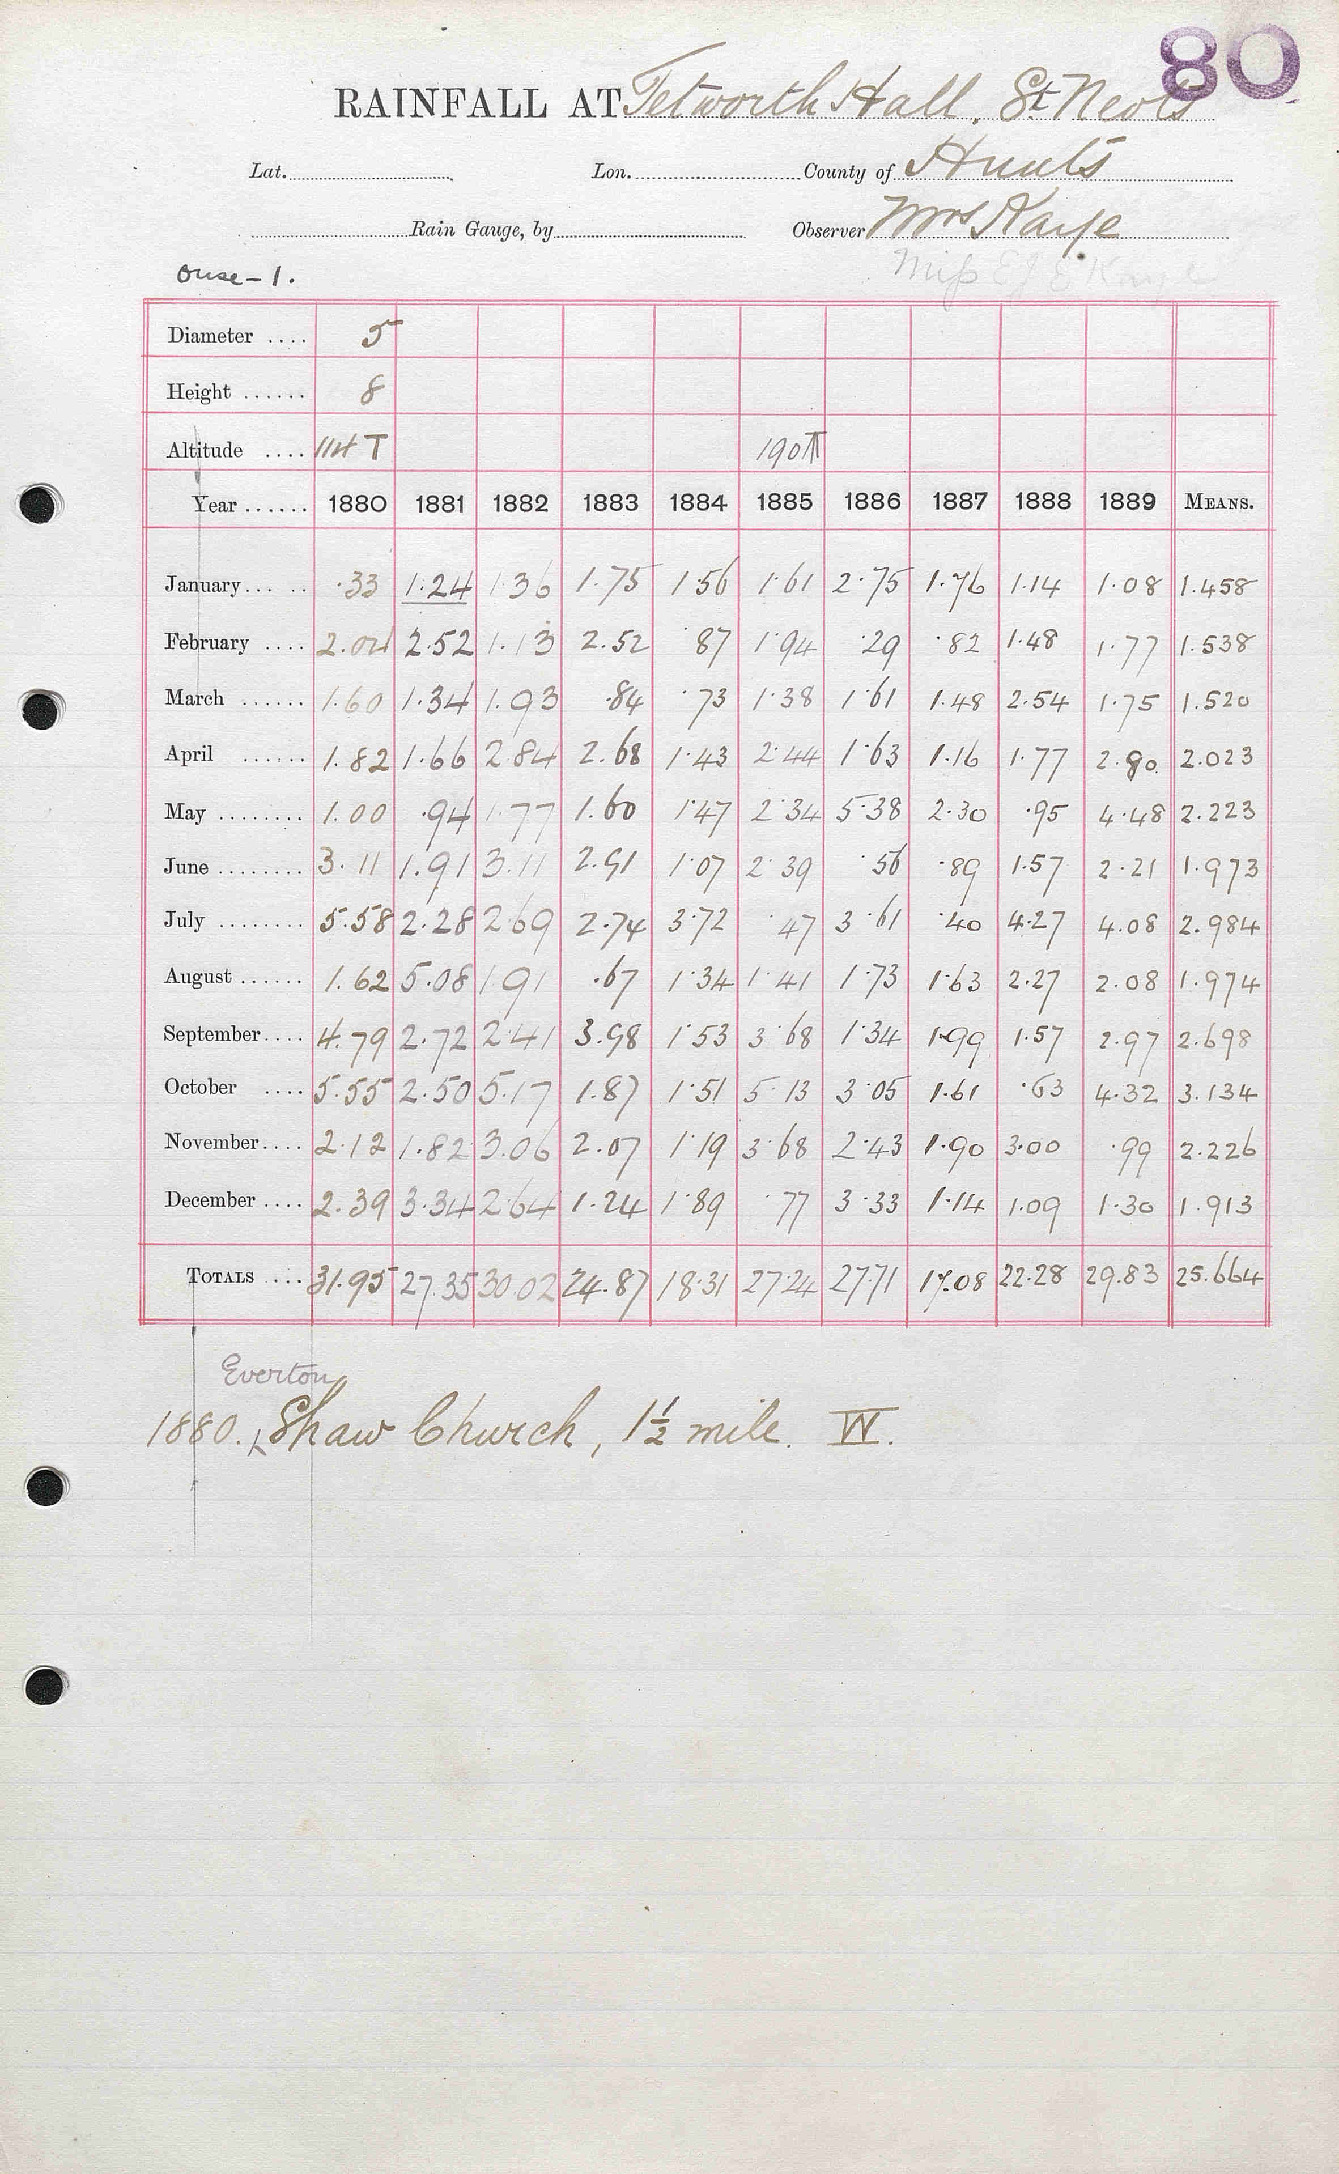 80
RAINFALL AT Tetworth Hall, St Neots
Lat. Lon. County of Hunts
Rain Gauge, by Observer Mrs Kaye
Ouse-1. Miss E J E Kaye
Diameter .... 5
Height ...... 8
Altitude .... 114 T 190 T
Year ...... 1880 1881 1882 1883 1884 1885 1886 1887 1888 1889 MEANS.
January ... .. .33 1.24 1.36 1.75 1.56 1.61 2.75 1.76 1.14 1.08 1.458
February .... 2.04 2.52 1.13 2.52 .87 1.94 .29 .82 1.48 1.77 1.538
March ...... 1.60 1.34 1.93 .84 .73 1.38 1.61 1.48 2.54 1.75 1.520
April ...... 1.82 1.66 2.84 2.68 1.43 2.44 1.63 1.16 1.77 2.80 2.023
May ........ 1.00 .94 1.77 1.60 1.47 2.34 5.38 2.30 .95 4.48 2.223
June ........ 3.11 1.91 3.11 2.91 1.07 2.39 .56 .89 1.57 2.21 1.973
July ........ 5.58 2.28 2.69 2.74 3.72 .47 3.61 .40 4.27 4.08 2.984
August ...... 1.62 5.08 1.91 .67 1.34 1.41 1.73 1.63 2.27 2.08 1.974
September .... 4.79 2.72 2.41 3.98 1.53 3.68 1.34 1.99 1.57 2.97 2.698
October .... 5.55 2.50 5.17 1.87 1.51 5.13 3.05 1.61 .63 4.32 3.134
November .... 2.12 1.82 3.06 2.07 1.19 3.68 2.43 1.90 3.00 .99 2.226
December .... 2.39 3.34 2.64 1.24 1.89 .77 3.33 1.14 1.09 1.30 1.913
TOTALS .... 31.95 27.35 30.02 24.87 18.31 27.24 27.71 17.08 22.28 29.83 25.664
Everton
1880. Shaw Church, 1½ mile. W.